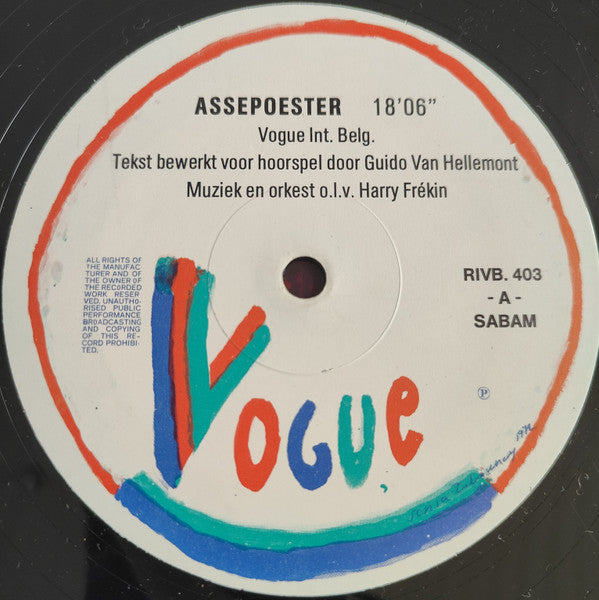 ASSEPOESTER 18'06"
Vogue Int. Belg.
Tekst bewerkt voor hoorspel door Guido Van Hellemont
Muziek en orkest o.l.v. Harry Frékin
ALL RIGHTS OF
THE MANUFAC
TURER AND OF
THE OWNER OF
THE RECORDED
WORK RESER
VED, UNAUTHO-
RISED PUBLIC
PERFORMANCE
BROADCASTING
AND COPYING
OF THIS RE-
CORD PROHIBI-
TED.
RIVB. 403
- A -
SABAM
℗
VOGUe